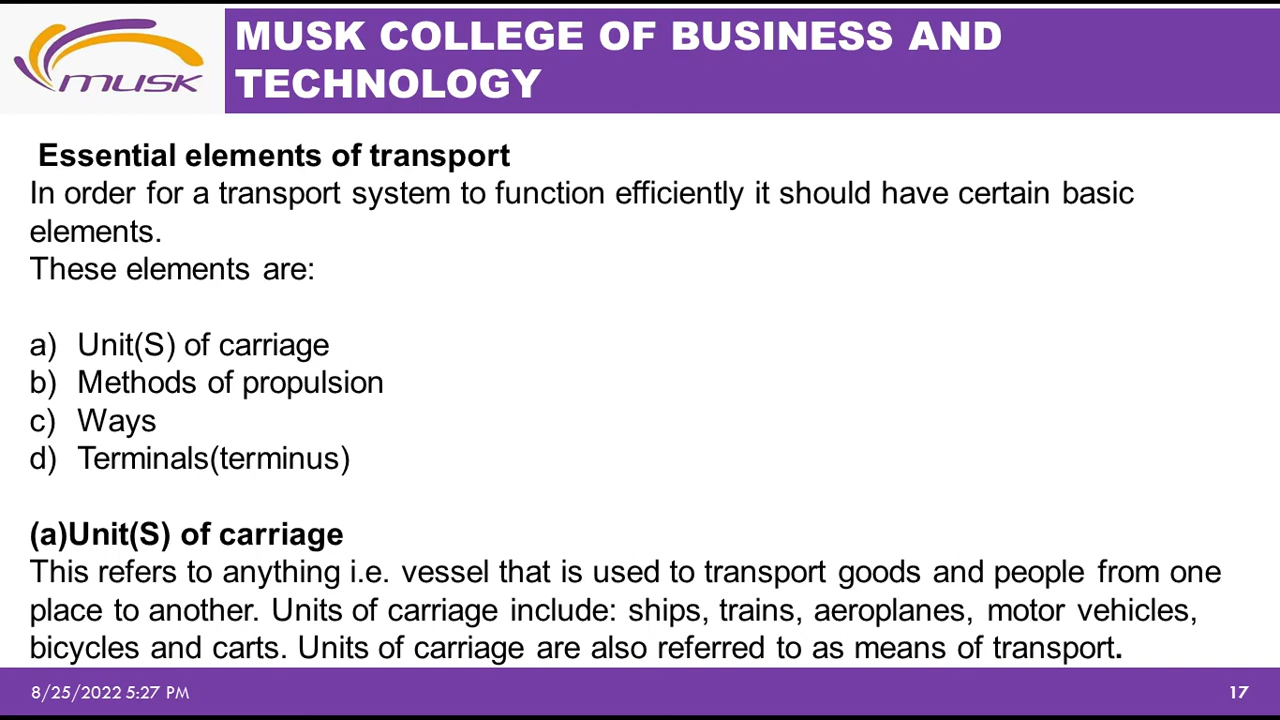 musk
MUSK COLLEGE OF BUSINESS AND
TECHNOLOGY
Essential elements of transport
In order for a transport system to function efficiently it should have certain basic
elements.
These elements are:
a) Unit(S) of carriage
b) Methods of propulsion
c) Ways
d) Terminals(terminus)
(a)Unit(S) of carriage
This refers to anything i.e. vessel that is used to transport goods and people from one
place to another. Units of carriage include: ships, trains, aeroplanes, motor vehicles,
bicycles and carts. Units of carriage are also referred to as means of transport.
8/25/2022 5:27 PM
17